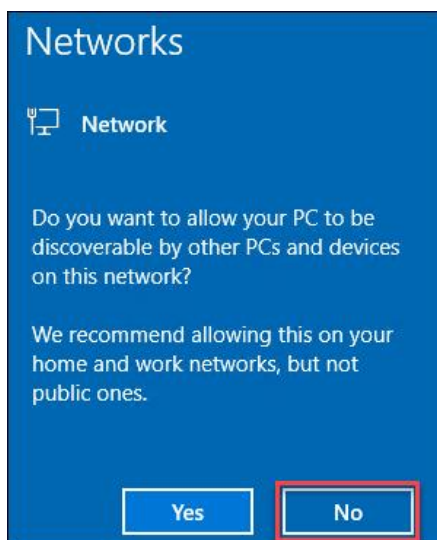 Networks
Network
Do you want to allow your PC to be
discoverable by other PCs and devices
on this network?
We recommend allowing this on your
home and work networks, but not
public ones.
Yes No